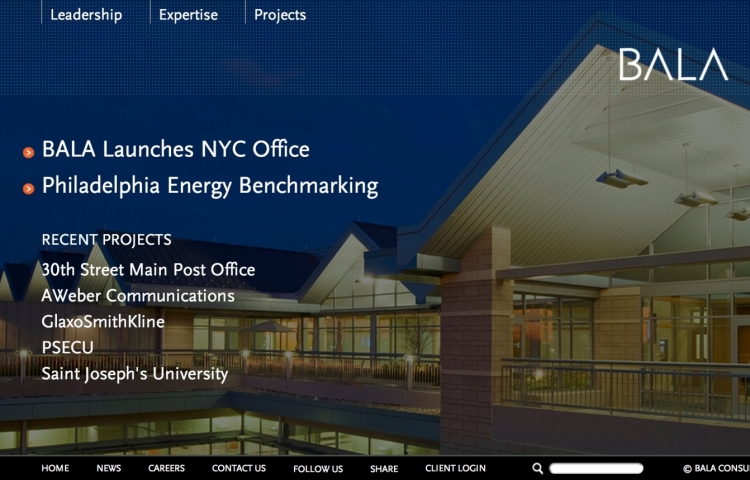 Leadership
Expertise
Projects
BALA
BALA Launches NYC Office
Philadelphia Energy Benchmarking
RECENT PROJECTS
30th Street Main Post Office
AWeber Communications
GlaxoSmithKline
PSECU
Saint Joseph's University
HOME NEWS CAREERS CONTACT US FOLLOW US SHARE CLIENT LOGIN © BALA CONSU